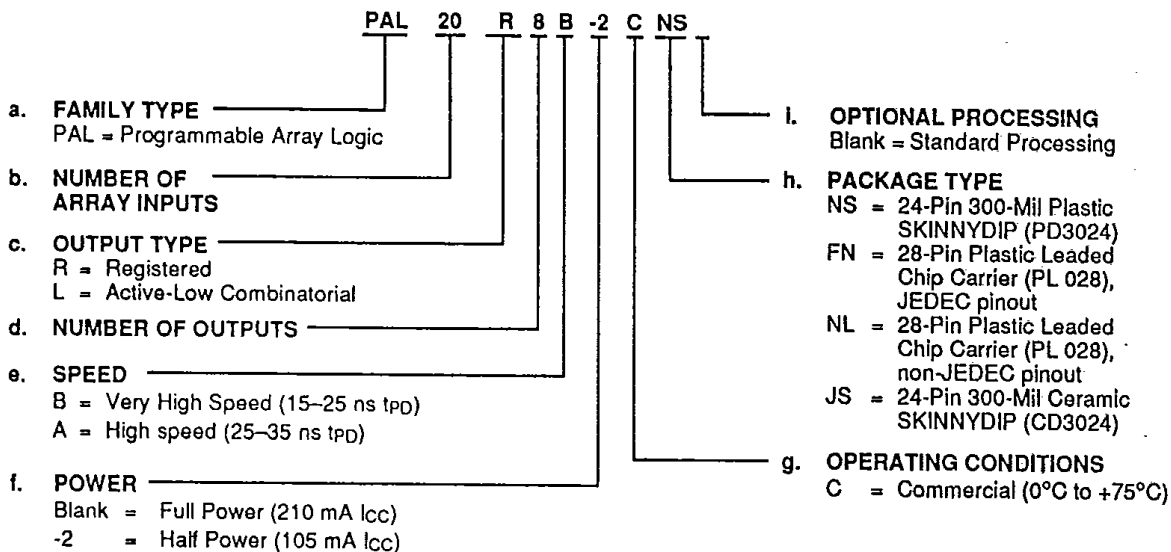 PAL 20 R 8 B -2 C NS
a. FAMILY TYPE
PAL = Programmable Array Logic
b. NUMBER OF
ARRAY INPUTS
c. OUTPUT TYPE
R = Registered
L = Active-Low Combinatorial
d. NUMBER OF OUTPUTS
e. SPEED
B = Very High Speed (15–25 ns tPD)
A = High speed (25–35 ns tPD)
f. POWER
Blank = Full Power (210 mA ICC)
-2 = Half Power (105 mA ICC)
i. OPTIONAL PROCESSING
Blank = Standard Processing
h. PACKAGE TYPE
NS = 24-Pin 300-Mil Plastic
SKINNYDIP (PD3024)
FN = 28-Pin Plastic Leaded
Chip Carrier (PL 028),
JEDEC pinout
NL = 28-Pin Plastic Leaded
Chip Carrier (PL 028),
non-JEDEC pinout
JS = 24-Pin 300-Mil Ceramic
SKINNYDIP (CD3024)
g. OPERATING CONDITIONS
C = Commercial (0°C to +75°C)